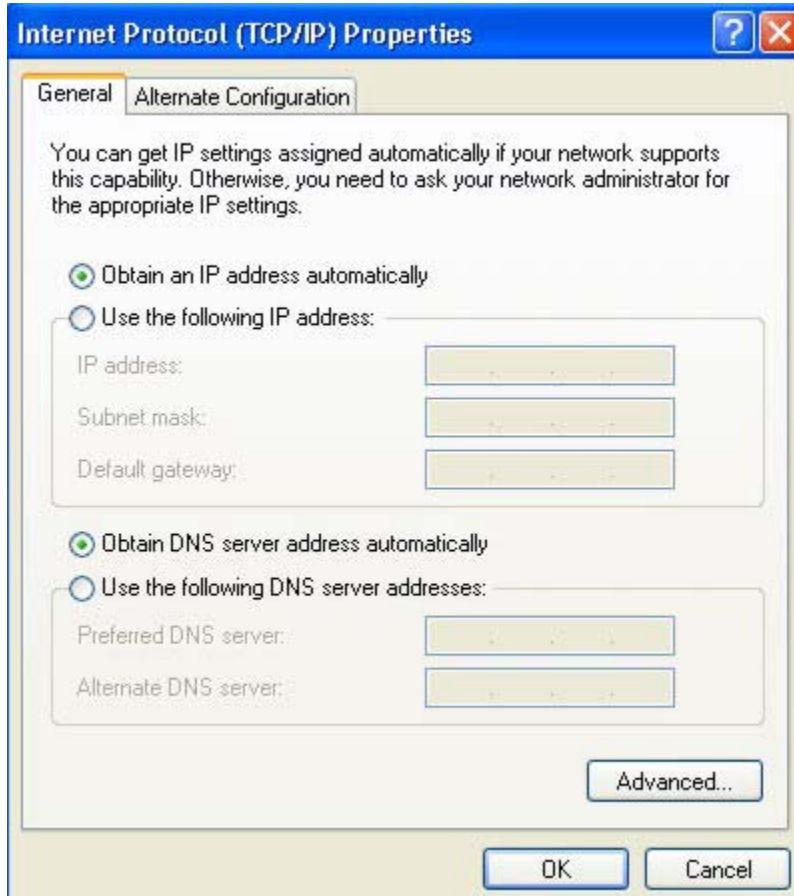 Internet Protocol (TCP/IP) Properties
General
Alternate Configuration
You can get IP settings assigned automatically if your network supports
this capability. Otherwise, you need to ask your network administrator for
the appropriate IP settings.
Obtain an IP address automatically
Use the following IP address:
IP address:
Subnet mask:
Default gateway:
Obtain DNS server address automatically
Use the following DNS server addresses:
Preferred DNS server:
Alternate DNS server:
Advanced...
OK
Cancel